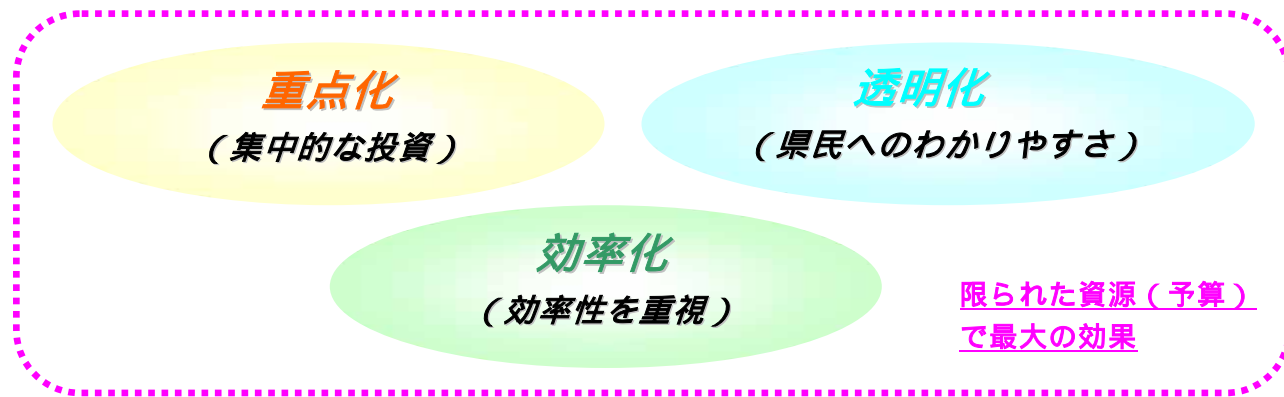 重点化
(集中的な投資)
透明化
(県民へのわかりやすさ)
効率化
(効率性を重視)
限られた資源(予算)
で最大の効果